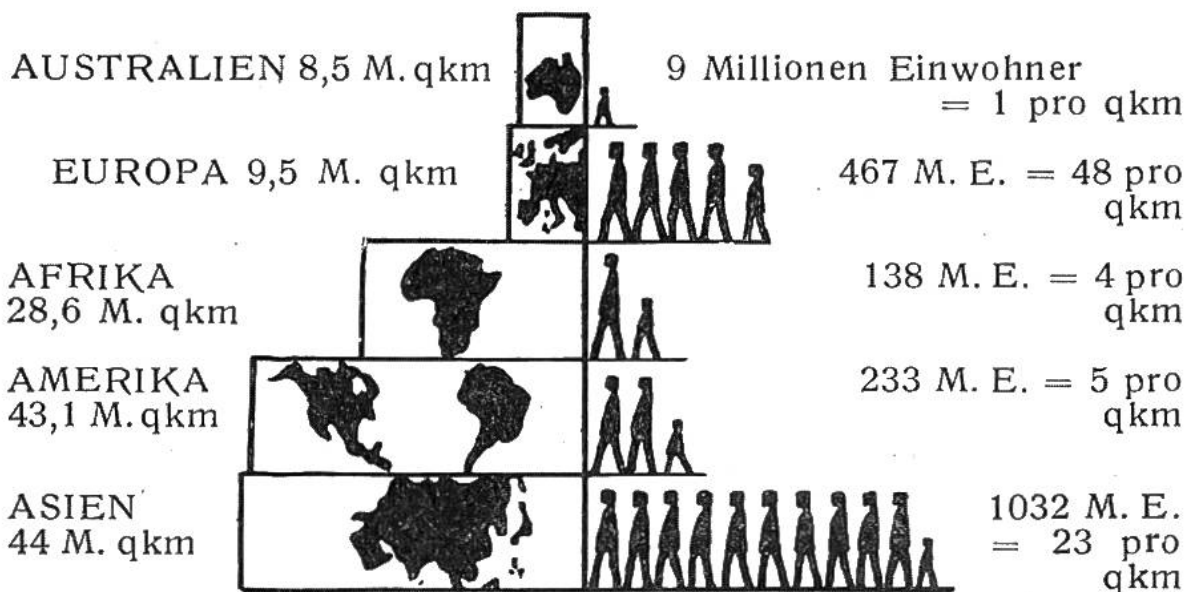 AUSTRALIEN 8,5 M. qkm
9 Millionen Einwohner
= 1 pro qkm
EUROPA 9,5 M. qkm
467 M. E. = 48 pro
qkm
AFRIKA
28,6 M. qkm
138 M. E. = 4 pro
qkm
AMERIKA
43,1 M. qkm
233 M. E. = 5 pro
qkm
ASIEN
44 M. qkm
1032 M. E.
= 23 pro
qkm